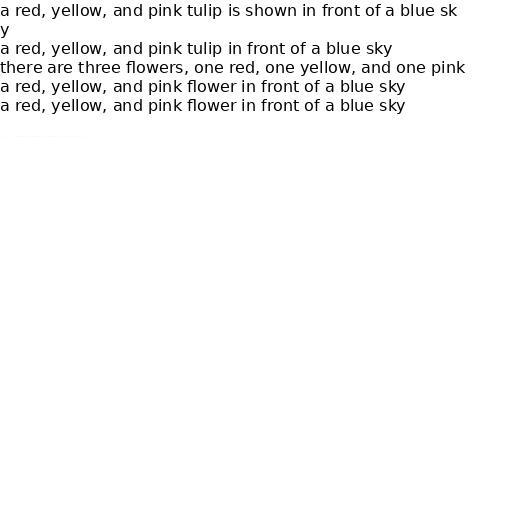 a red, yellow, and pink tulip is shown in front of a blue sk
y
a red, yellow, and pink tulip in front of a blue sky
there are three flowers, one red, one yellow, and one pink
a red, yellow, and pink flower in front of a blue sky
a red, yellow, and pink flower in front of a blue sky